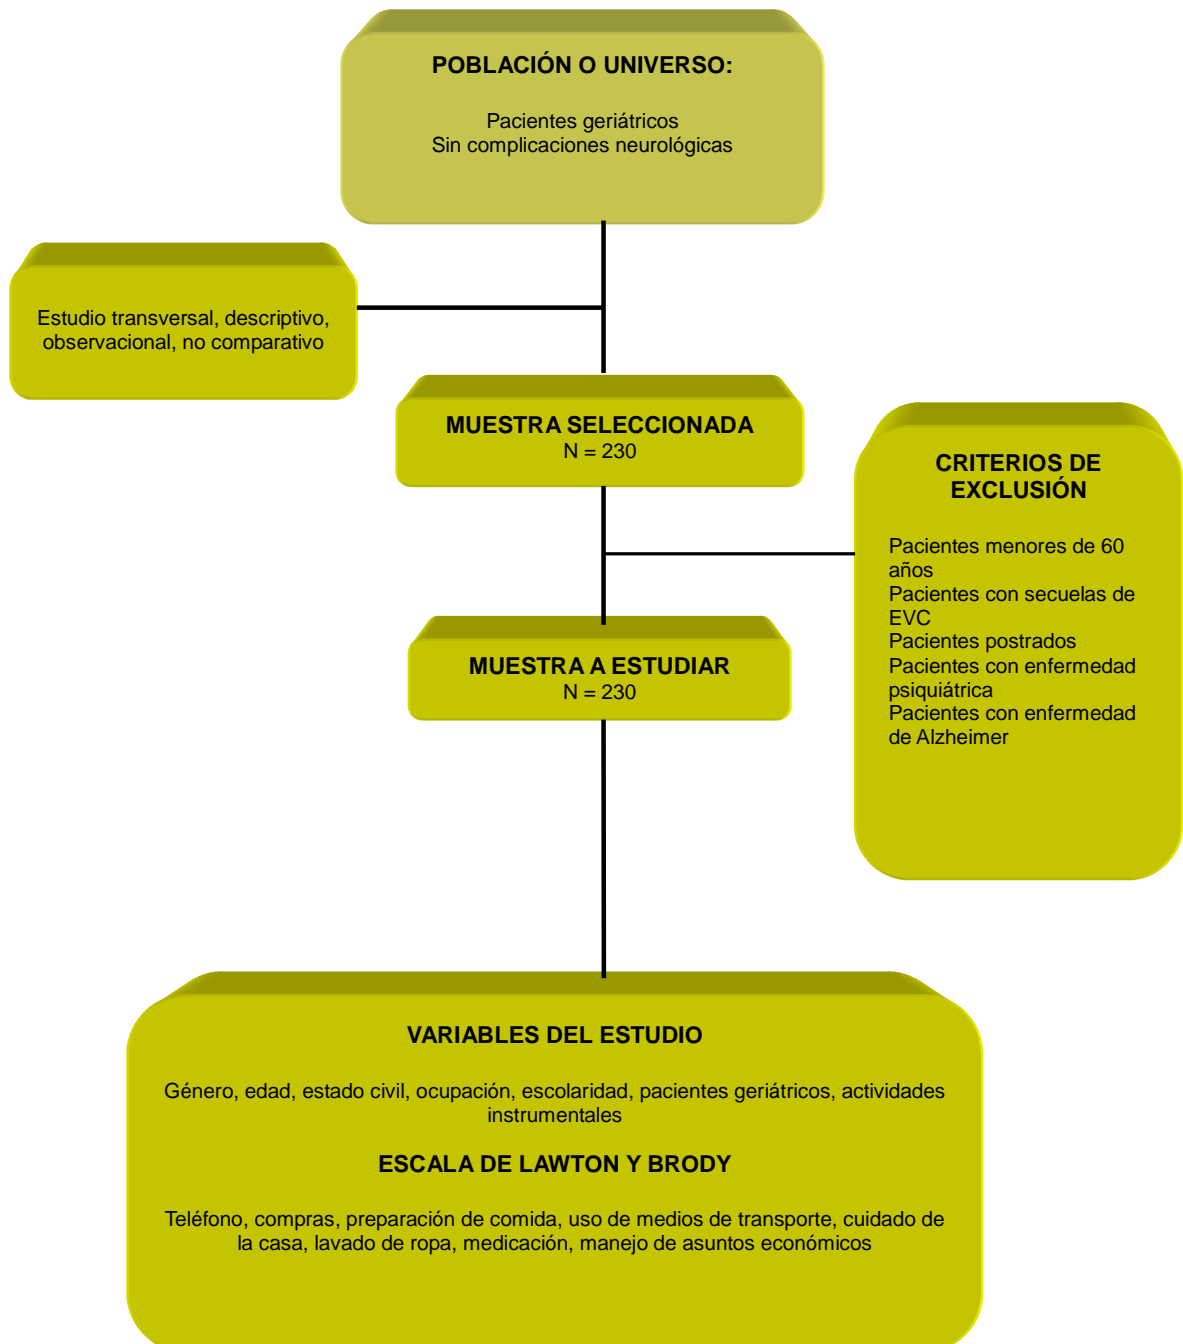 POBLACIÓN O UNIVERSO:
Pacientes geriátricos
Sin complicaciones neurológicas
Estudio transversal, descriptivo,
observacional, no comparativo
MUESTRA SELECCIONADA
N = 230
CRITERIOS DE
EXCLUSIÓN
Pacientes menores de 60
años
Pacientes con secuelas de
EVC
Pacientes postrados
Pacientes con enfermedad
psiquiátrica
Pacientes con enfermedad
de Alzheimer
MUESTRA A ESTUDIAR
N = 230
VARIABLES DEL ESTUDIO
Género, edad, estado civil, ocupación, escolaridad, pacientes geriátricos, actividades
instrumentales
ESCALA DE LAWTON Y BRODY
Teléfono, compras, preparación de comida, uso de medios de transporte, cuidado de
la casa, lavado de ropa, medicación, manejo de asuntos económicos